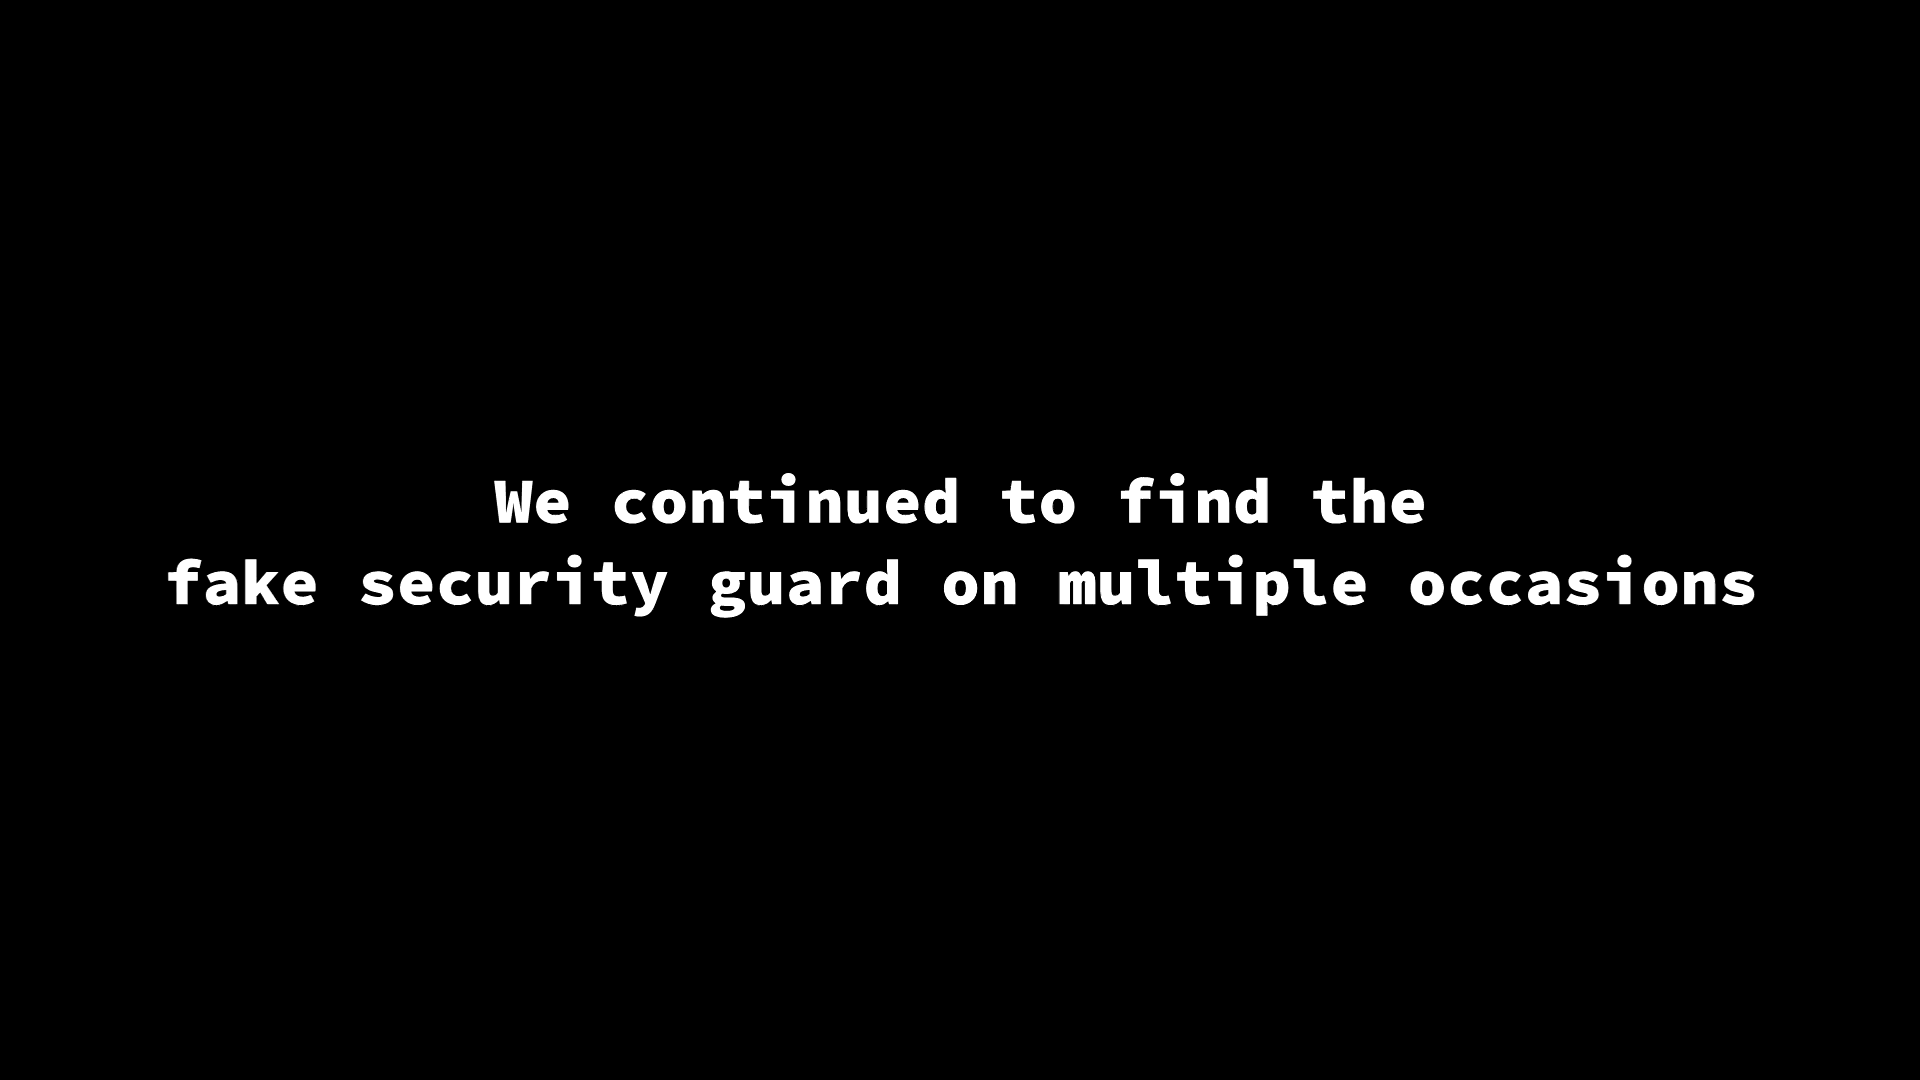 We continued to find the
fake security guard on multiple occasions